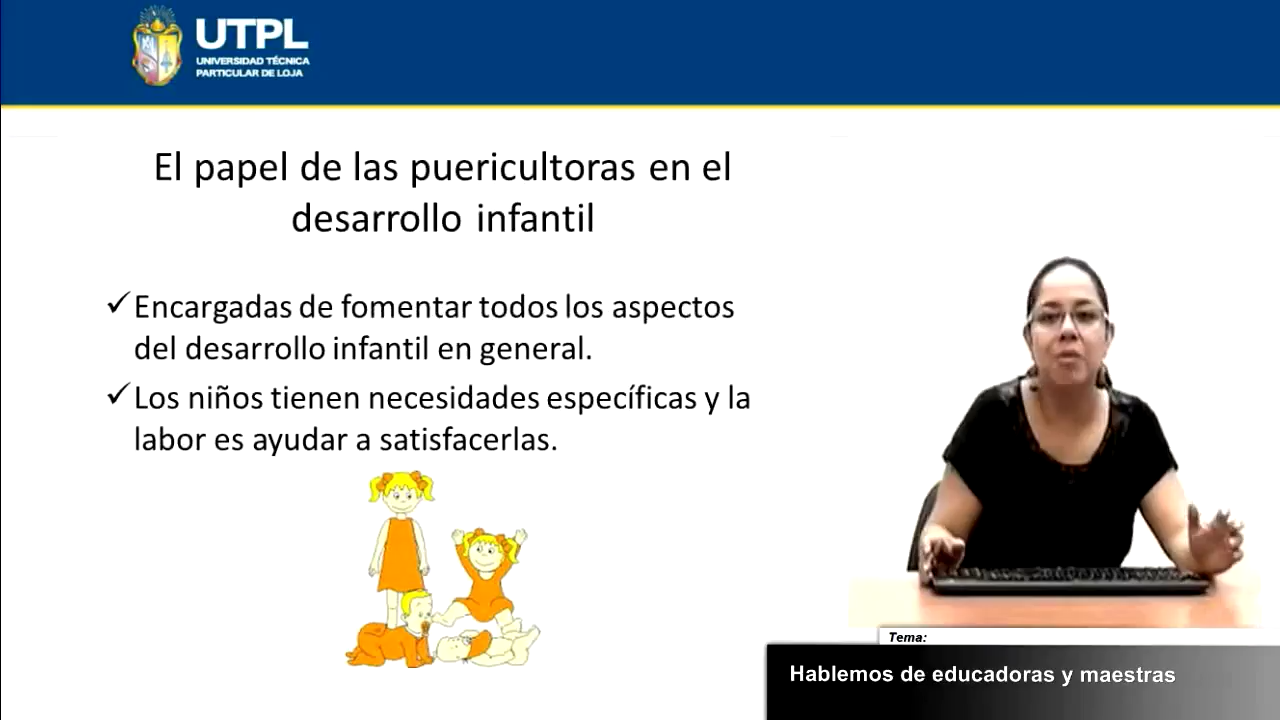 UTPL
UNIVERSIDAD TÉCNICA
PARTICULAR DE LOJA
El papel de las puericultoras en el
desarrollo infantil
✓Encargadas de fomentar todos los aspectos
del desarrollo infantil en general.
✓Los niños tienen necesidades específicas y la
labor es ayudar a satisfacerlas.
Tema:
Hablemos de educadoras y maestras